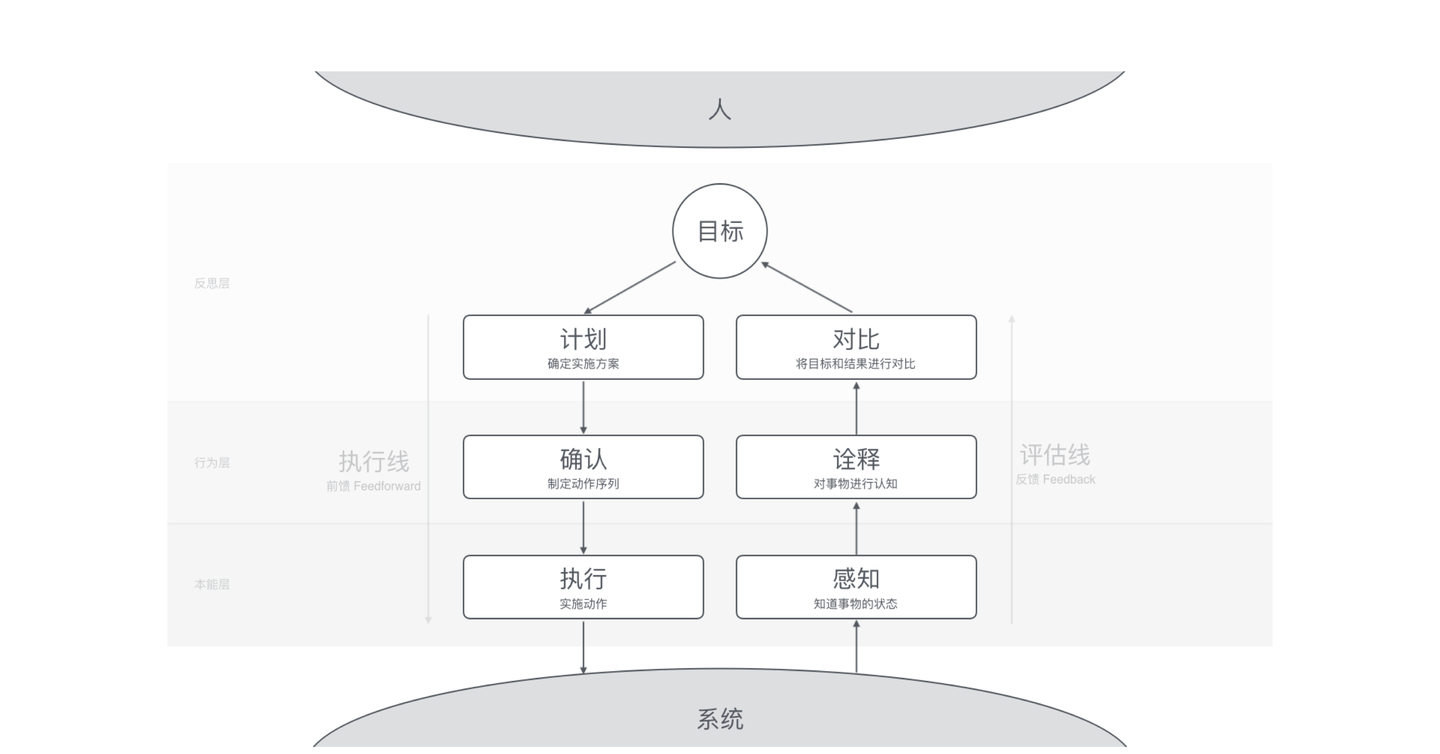 人
目标
反思层
计划
确定实施方案
对比
将目标和结果进行对比
行为层
执行线
前馈 Feedforward
确认
制定动作序列
诠释
对事物进行认知
评估线
反馈 Feedback
本能层
执行
实施动作
感知
知道事物的状态
系统